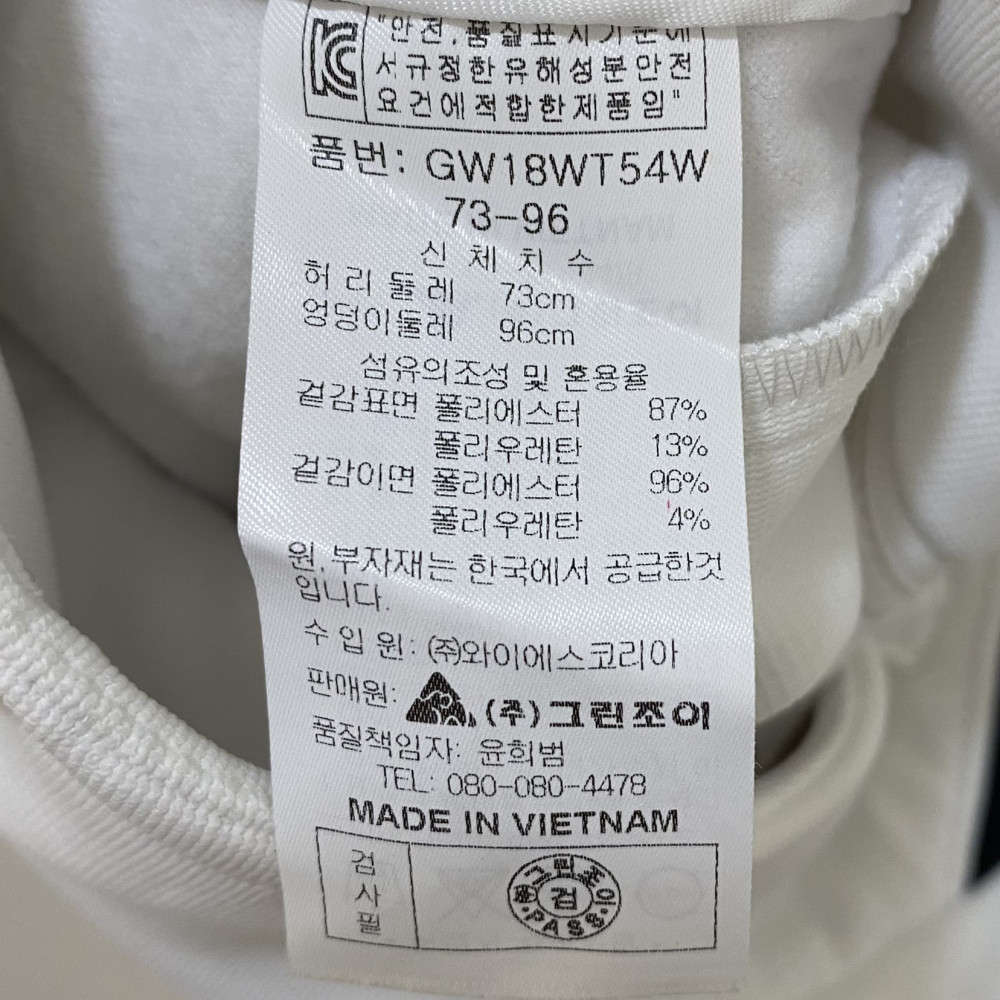 "안전.품질표시기준에
서규정한유해성분안전
요건에적합한제품임"
품번: GW18WT54W
73-96
신 체 치 수
허 리 둘 레 73cm
엉덩이둘레 96cm
섬유의조성 및 혼용율
겉감표면 폴리에스터 87%
폴리우레탄 13%
겉감이면 폴리에스터 96%
폴리우레탄 4%
원.부자재는 한국에서 공급한것
입니다.
수 입 원: (주)와이에스코리아
판매원: (주)그린조이
품질책임자: 윤희범
TEL: 080-080-4478
MADE IN VIETNAM
검
사
필
㈜그린조이
검
·PASS·